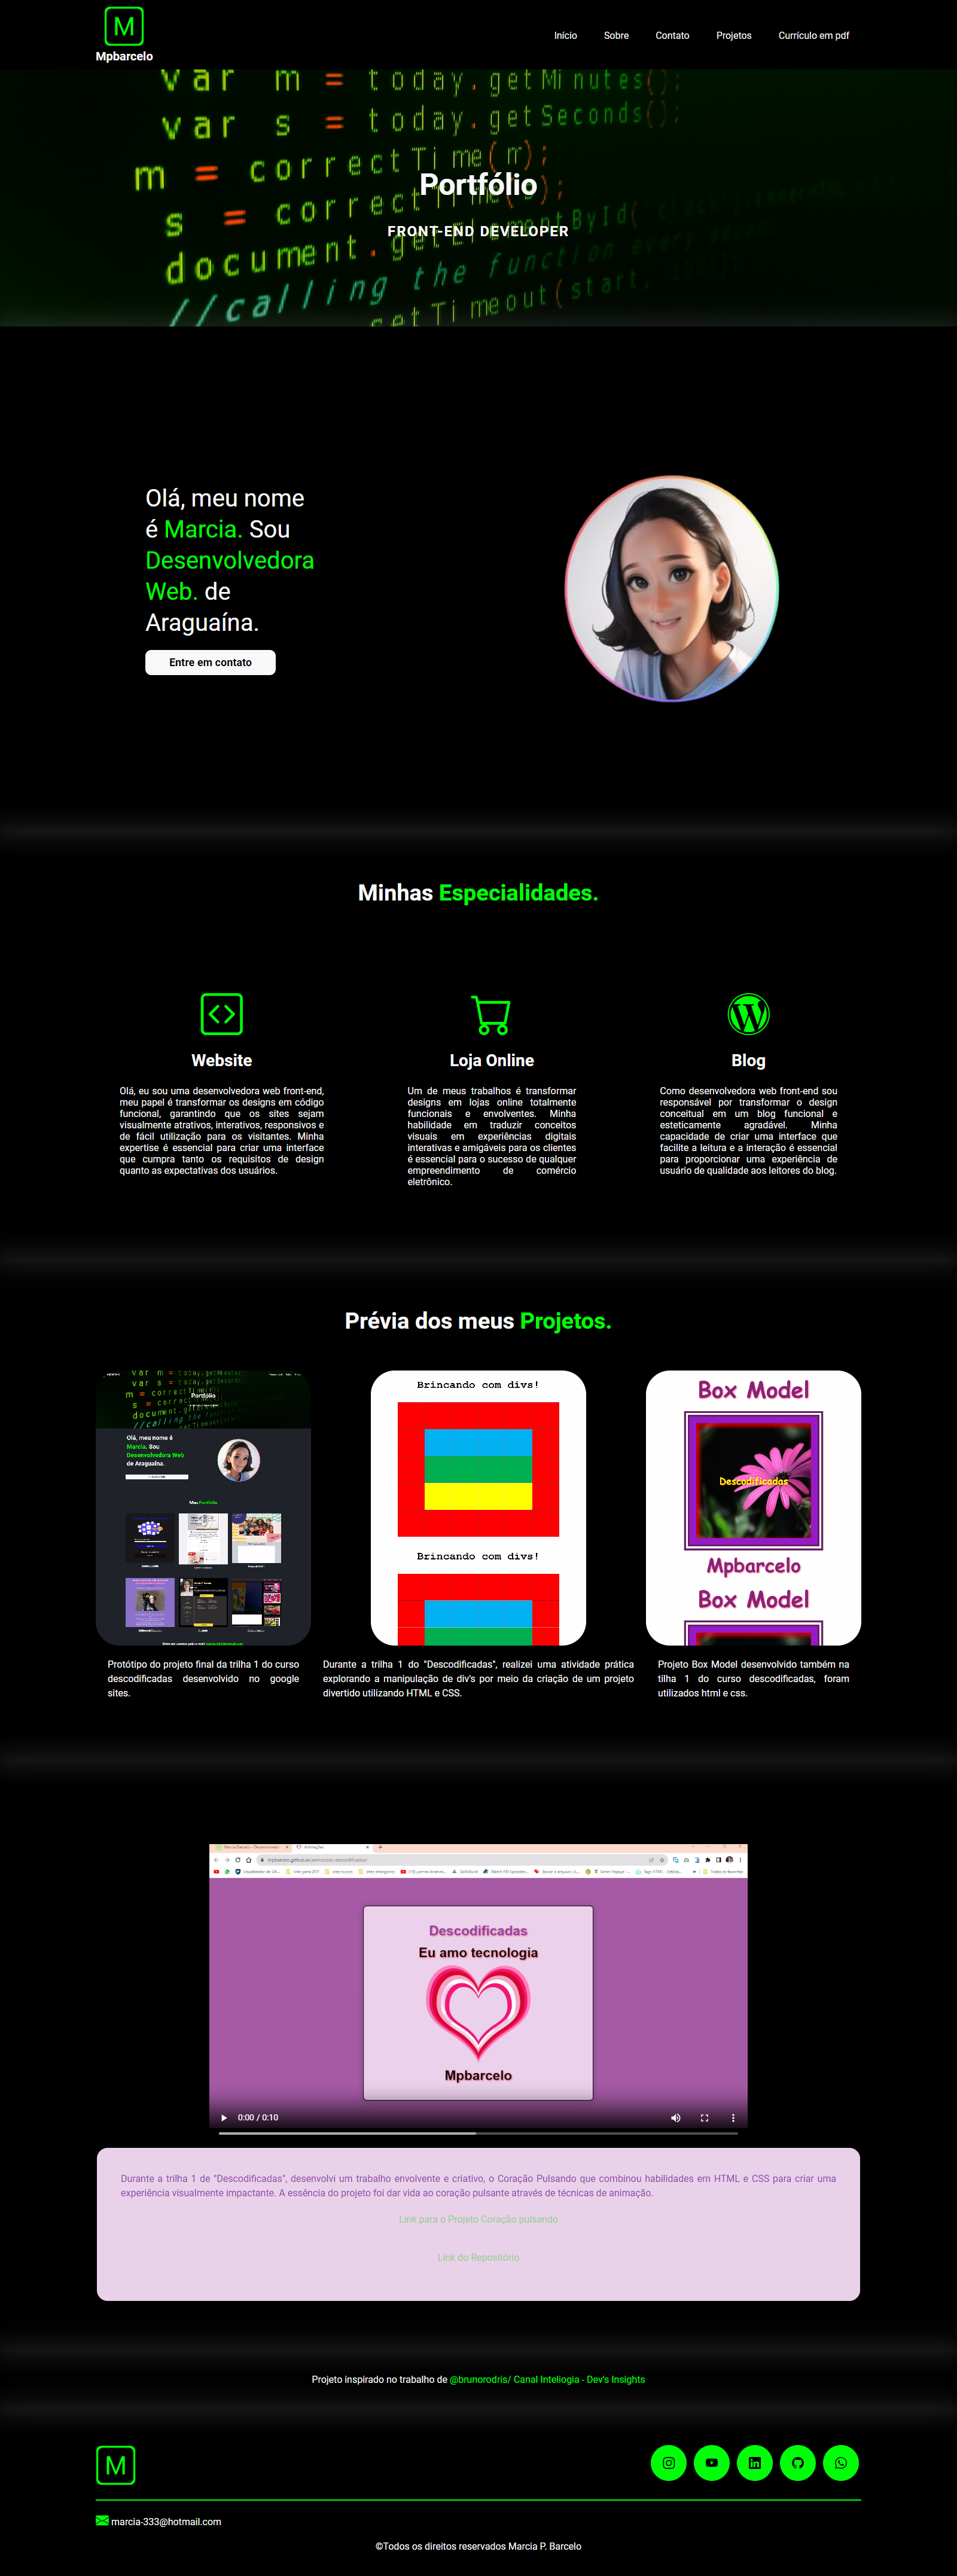 M
Mpbarcelo
Início Sobre Contato Projetos Currículo em pdf
var m = today.getMinutes();
var s = today.getSeconds();
m = correctTime(m);
s = correctTime(s);
document.getElementById('clock').innerHTML
//calling the function every second
setTimeout(start,
Portfólio
FRONT-END DEVELOPER
Olá, meu nome
é Marcia. Sou
Desenvolvedora
Web. de
Araguaína.
Entre em contato
Minhas Especialidades.
Website
Olá, eu sou uma desenvolvedora web front-end,
meu papel é transformar os designs em código
funcional, garantindo que os sites sejam
visualmente atrativos, interativos, responsivos e
de fácil utilização para os visitantes. Minha
expertise é essencial para criar uma interface
que cumpra tanto os requisitos de design
quanto as expectativas dos usuários.
Loja Online
Um de meus trabalhos é transformar
designs em lojas online totalmente
funcionais e envolventes. Minha
habilidade em traduzir conceitos
visuais em experiências digitais
interativas e amigáveis para os clientes
é essencial para o sucesso de qualquer
empreendimento de comércio
eletrônico.
Blog
Como desenvolvedora web front-end sou
responsável por transformar o design
conceitual em um blog funcional e
esteticamente agradável. Minha
capacidade de criar uma interface que
facilite a leitura e a interação é essencial
para proporcionar uma experiência de
usuário de qualidade aos leitores do blog.
Prévia dos meus Projetos.
Portfólio
Olá, meu nome é
Marcia. Sou
Desenvolvedora Web
de Araguaína.
Meu Portfólio
Protótipo do projeto final da trilha 1 do curso
descodificadas desenvolvido no google
sites.
Brincando com divs!
Brincando com divs!
Durante a trilha 1 do "Descodificadas", realizei uma atividade prática
explorando a manipulação de div's por meio da criação de um projeto
divertido utilizando HTML e CSS.
Box Model
Descodificadas
Mpbarcelo
Box Model
Projeto Box Model desenvolvido também na
tilha 1 do curso descodificadas, foram
utilizados html e css.
Descodificadas
Eu amo tecnologia
Mpbarcelo
0:00 / 0:10
Durante a trilha 1 de "Descodificadas", desenvolvi um trabalho envolvente e criativo, o Coração Pulsando que combinou habilidades em HTML e CSS para criar uma
experiência visualmente impactante. A essência do projeto foi dar vida ao coração pulsante através de técnicas de animação.
Link para o Projeto Coração pulsando
Link do Repositório
Projeto inspirado no trabalho de @brunorodris/ Canal Inteliogia - Dev's Insights
M
marcia-333@hotmail.com
©Todos os direitos reservados Marcia P. Barcelo